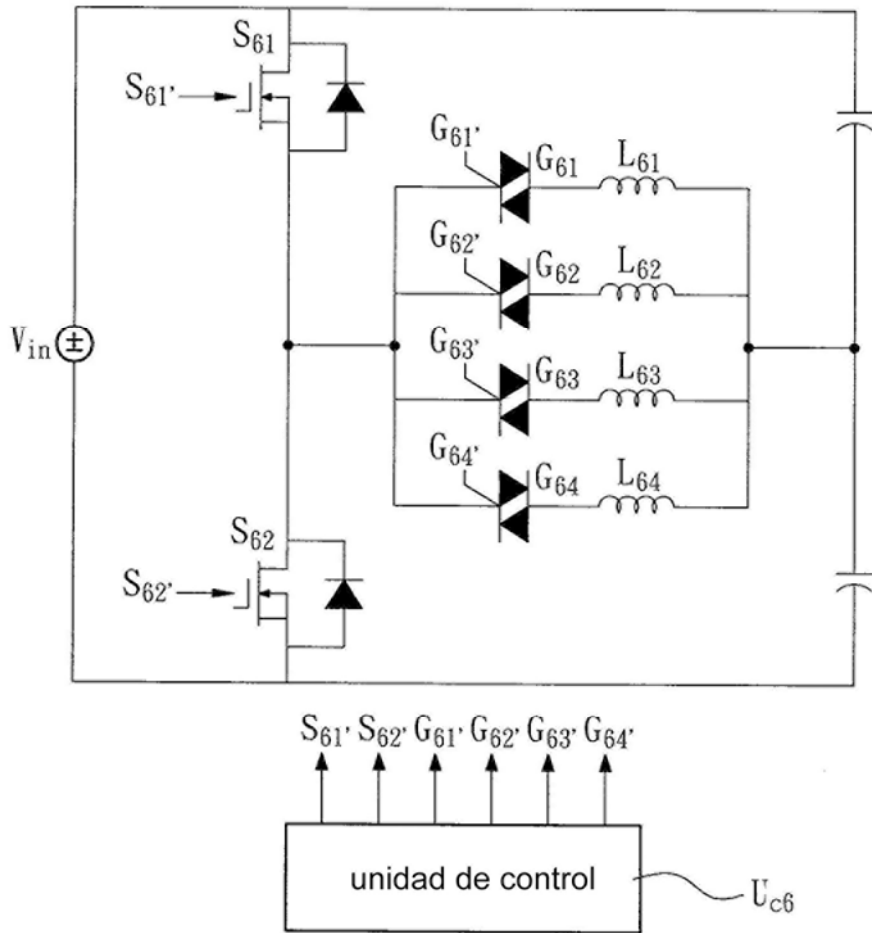 S61
S61'
G61'
G61
L61
G62'
G62
L62
Vin
G63'
G63
L63
G64'
G64
L64
S62
S62'
S61' S62' G61' G62' G63' G64'
unidad de control
Uc6